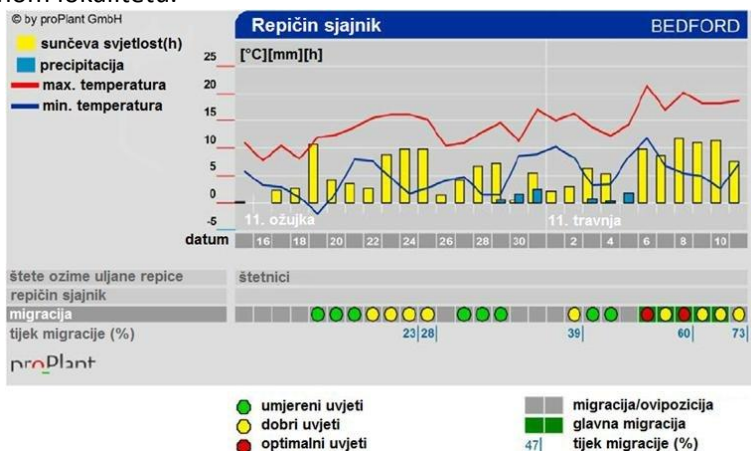 nom lokalitetu.
© by proPlant GmbH
Repičin sjajnik BEDFORD
sunčeva svjetlost(h)
precipitacija
max. temperatura
min. temperatura
[°C][mm][h]
25
20
15
10
5
0
-5
11. ožujka 11. travnja
datum 16 18 20 22 24 26 28 30 2 4 6 8 10
štete ozime uljane repice štetnici
repičin sjajnik
migracija
tijek migracije (%) 23 28 39 60 73
proPlant
umjereni uvjeti migracija/ovipozicija
dobri uvjeti glavna migracija
optimalni uvjeti 47 tijek migracije (%)